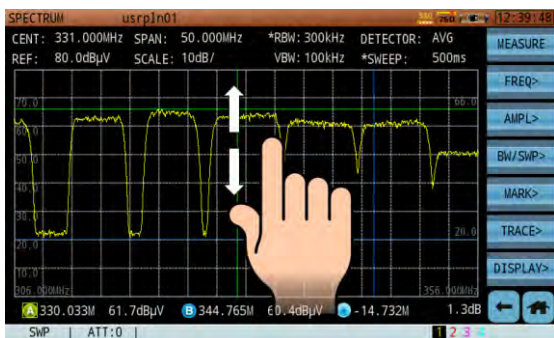 SPECTRUM usrpIn01 12:39:48
CENT: 331.000MHz SPAN: 50.000MHz *RBW: 300kHz DETECTOR: AVG
REF: 80.0dBµV SCALE: 10dB/ VBW: 100kHz *SWEEP: 500ms
MEASURE
FREQ>
AMPL>
BW/SWP>
MARK>
TRACE>
DISPLAY>
70.0 66.0
60.0
50.0
40.0
30.0
20.0 20.0
10.0
306.000MHz 356.000MHz
A 330.033M 61.7dBµV B 344.765M 60.4dBµV -14.732M 1.3dB
SWP | ATT:0 | 1 2 3 4